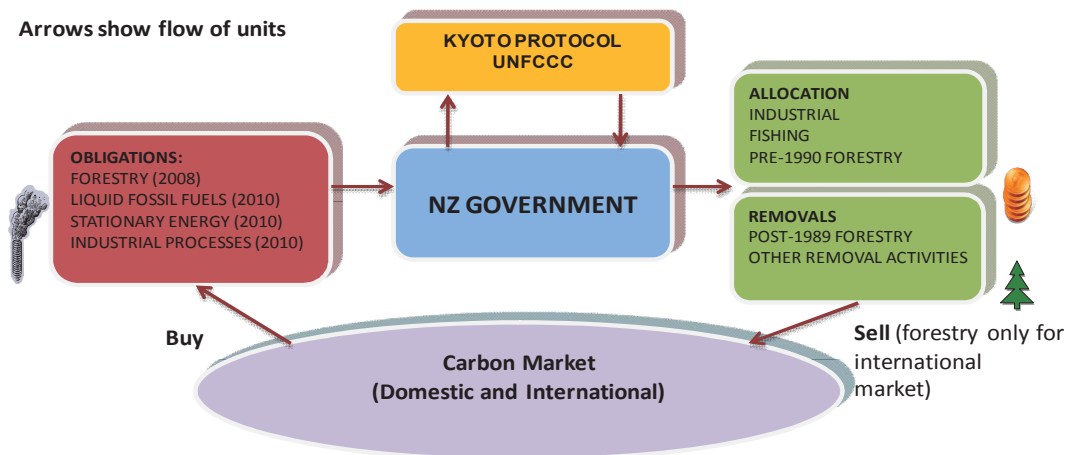 Arrows show flow of units
KYOTO PROTOCOL
UNFCCC
OBLIGATIONS:
FORESTRY (2008)
LIQUID FOSSIL FUELS (2010)
STATIONARY ENERGY (2010)
INDUSTRIAL PROCESSES (2010)
NZ GOVERNMENT
ALLOCATION
INDUSTRIAL
FISHING
PRE-1990 FORESTRY
REMOVALS
POST-1989 FORESTRY
OTHER REMOVAL ACTIVITIES
Buy
Sell (forestry only for
international
market)
Carbon Market
(Domestic and International)